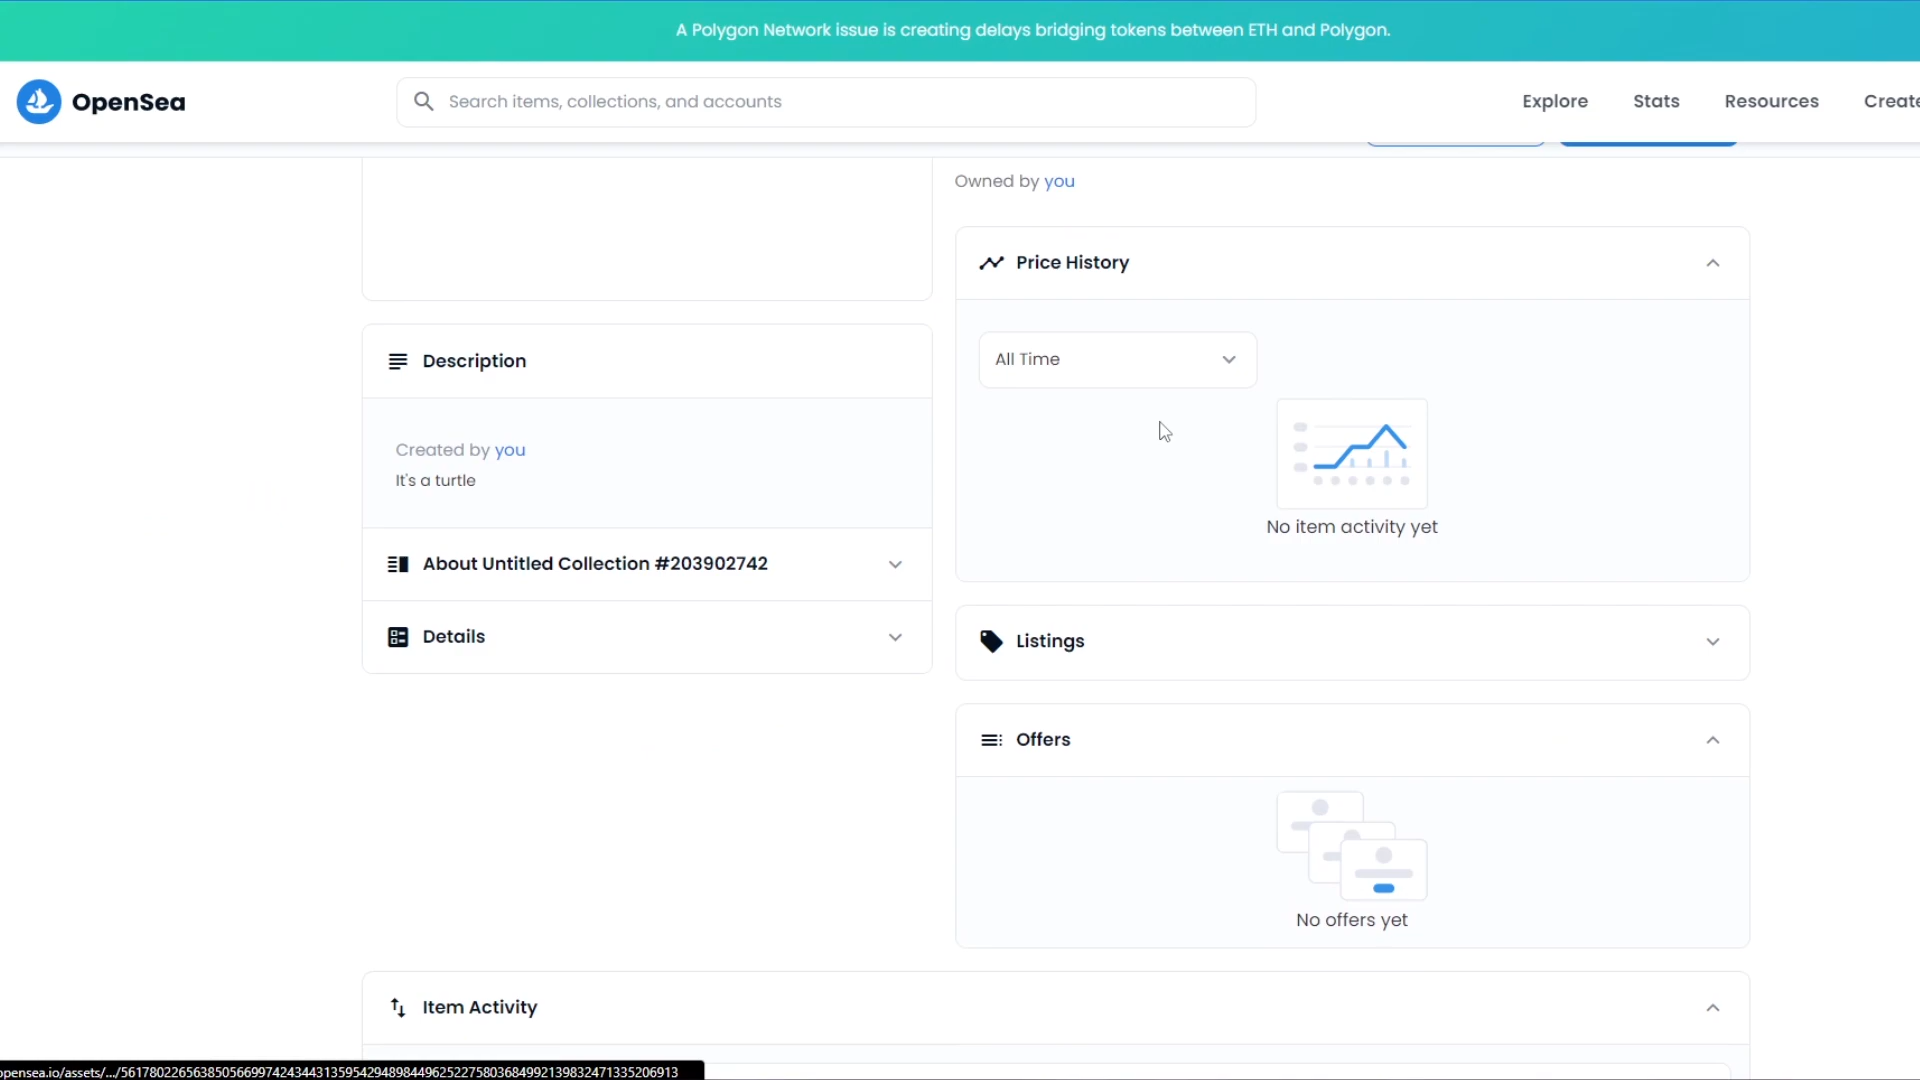 A Polygon Network issue is creating delays bridging tokens between ETH and Polygon.
OpenSea
Search items, collections, and accounts
Explore
Stats
Resources
Create
Owned by you
Price History
All Time
No item activity yet
Description
Created by you
It's a turtle
About Untitled Collection #203902742
Details
Listings
Offers
No offers yet
Item Activity
opensea.io/assets/.../56178022656385056699742434431359542948984496252275803684992139832471335206913